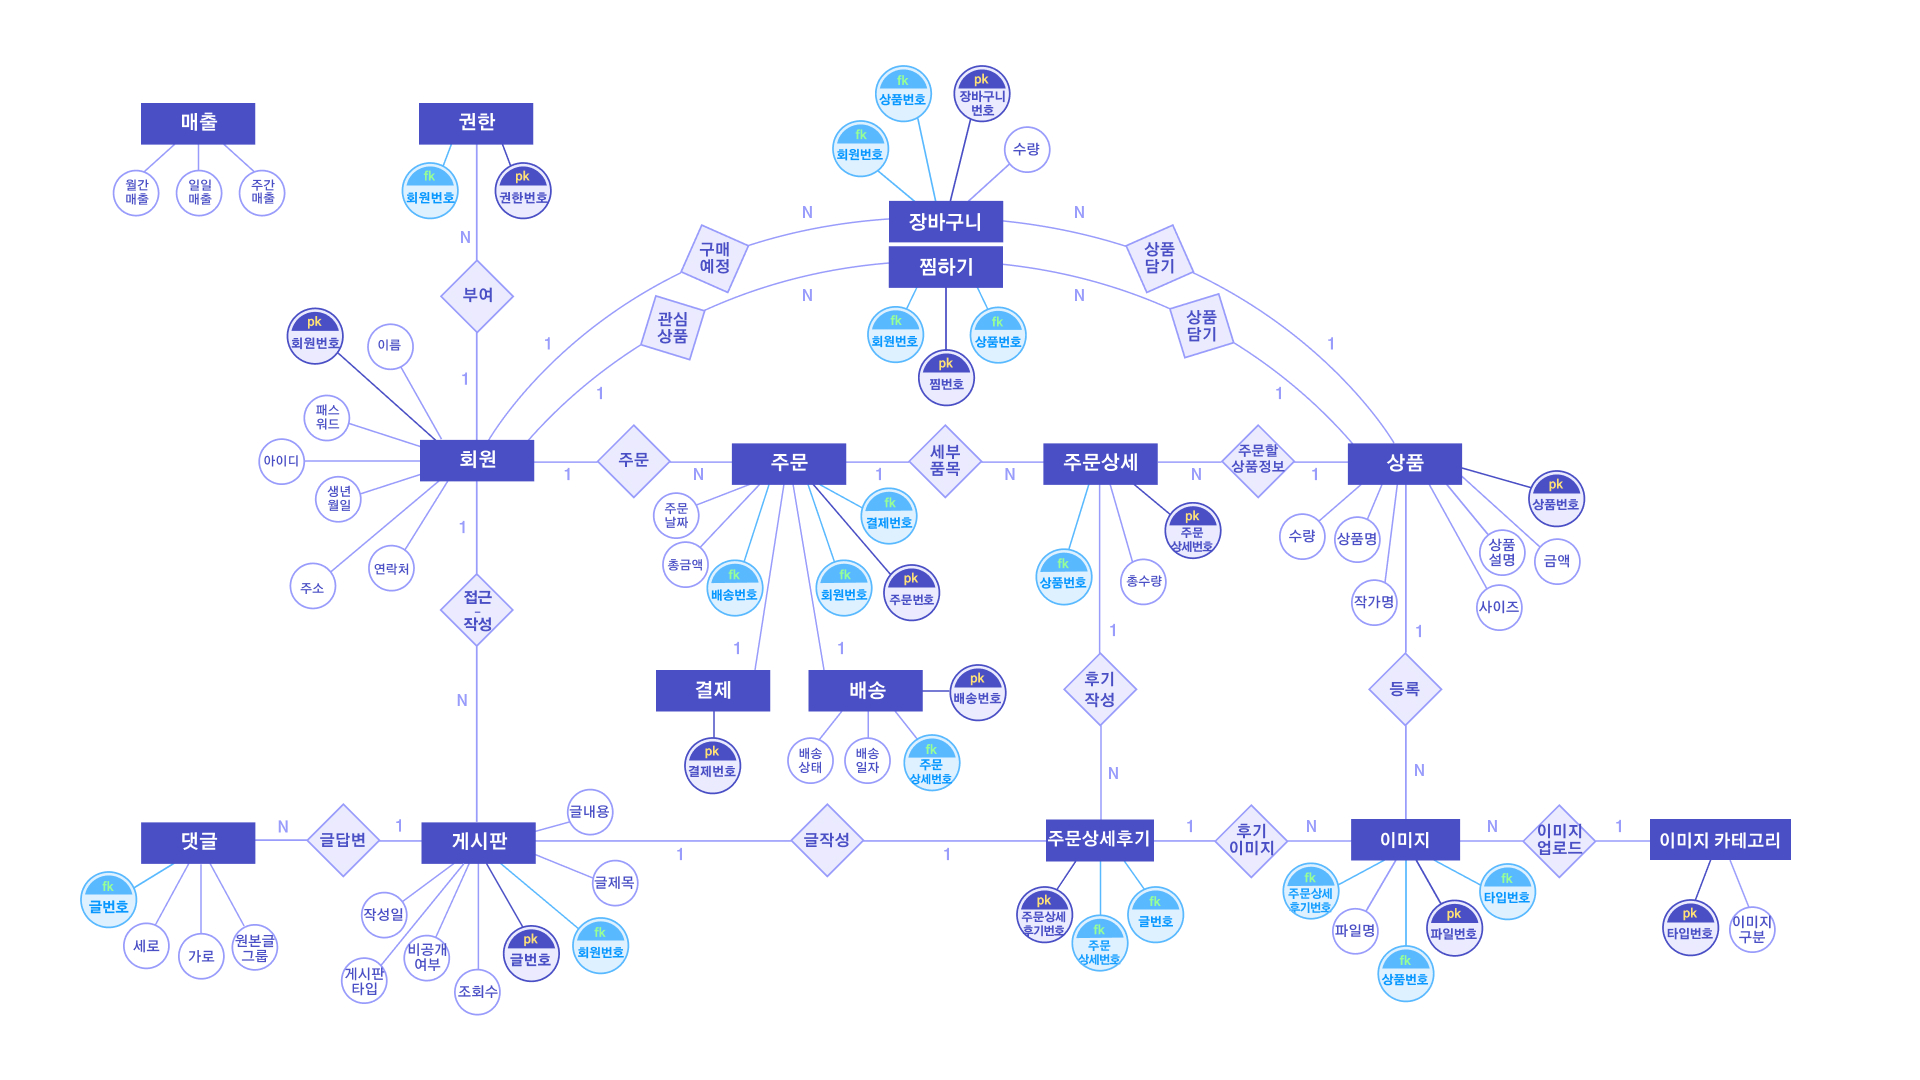 fk
상품번호
pk
장바구니
번호
fk
회원번호
수량
매출
월간
매출
일일
매출
주간
매출
권한
fk
회원번호
pk
권한번호
N
부여
1
장바구니
찜하기
N
N
구매
예정
상품
담기
N
N
관심
상품
상품
담기
1
1
1
1
fk
회원번호
pk
찜번호
fk
상품번호
pk
회원번호
이름
패스
워드
아이디
생년
월일
주소
연락처
회원
1
주문
N
주문
1
세부
품목
N
주문상세
N
주문할
상품정보
1
상품
주문
날짜
총금액
fk
배송번호
fk
회원번호
pk
주문번호
fk
결제번호
fk
상품번호
총수량
pk
주문
상세번호
수량
상품명
작가명
사이즈
상품
설명
금액
pk
상품번호
1
접근
-
작성
N
1
1
결제
pk
결제번호
배송
pk
배송번호
배송
상태
배송
일자
fk
주문
상세번호
1
후기
작성
N
1
등록
N
댓글
N
글답변
1
게시판
1
글작성
1
주문상세후기
1
후기
이미지
N
이미지
N
이미지
업로드
1
이미지 카테고리
fk
글번호
세로
가로
원본글
그룹
글내용
글제목
작성일
게시판
타입
비공개
여부
조회수
pk
글번호
fk
회원번호
pk
주문상세
후기번호
fk
주문
상세번호
fk
글번호
fk
주문상세
후기번호
파일명
fk
상품번호
pk
파일번호
fk
타입번호
pk
타입번호
이미지
구분